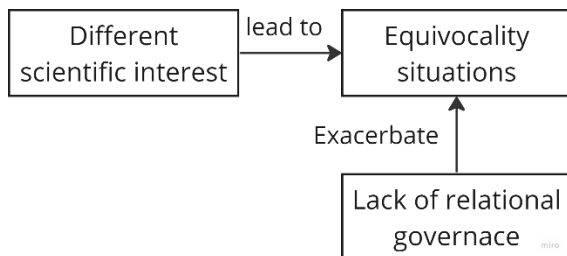 Different
scientific interest
lead to
Equivocality
situations
Exacerbate
Lack of relational
governace
miro